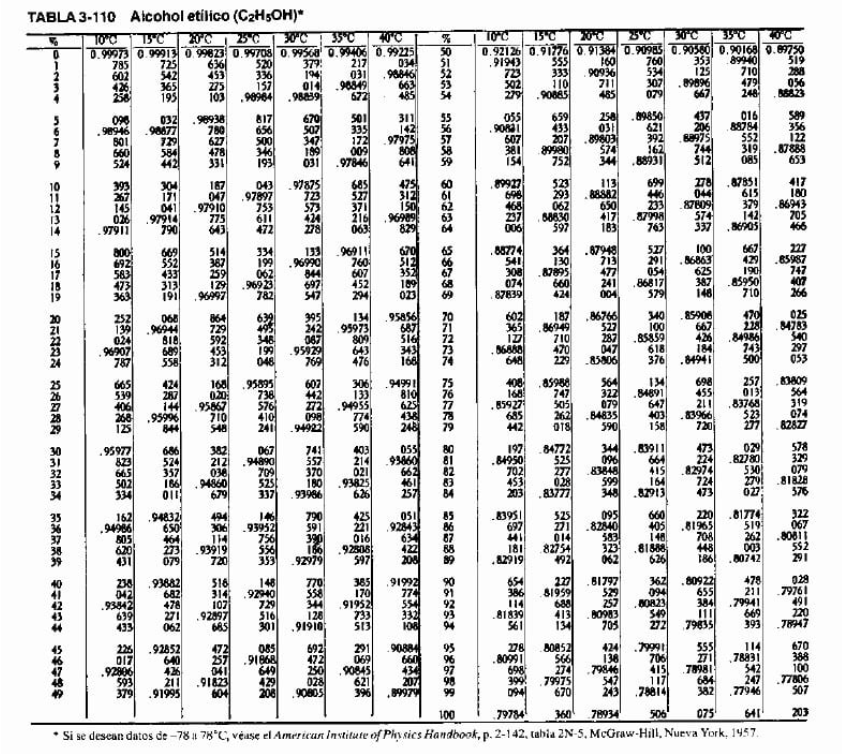 TABLA 3-110 Alcohol etílico (C2H5OH)*
% 10°C 15°C 20°C 25°C 30°C 35°C 40°C % 10°C 15°C 20°C 25°C 30°C 35°C 40°C
0 0.99973 0.99913 0.99823 0.99708 0.99568 0.99406 0.99225 50 0.92126 0.91776 0.91384 0.90985 0.90580 0.90168 0.89750
1 785 725 636 520 379 217 034 51 .91943 555 160 760 353 .89940 519
2 602 542 453 336 194 031 .98846 52 723 333 .90936 534 125 710 288
3 426 365 275 157 014 .98849 663 53 502 110 711 307 .89896 479 056
4 258 195 103 .98984 .98839 672 485 54 279 .90885 485 079 667 248 .88823
5 098 032 .98938 817 670 501 311 55 055 659 258 .89850 437 016 589
6 .98946 .98877 780 656 507 335 142 56 .90831 433 031 621 206 .88784 356
7 801 729 627 500 347 172 .97975 57 607 207 .89803 392 .88975 552 122
8 660 584 478 346 189 009 808 58 381 .89980 574 162 744 319 .87888
9 524 442 331 193 031 .97846 641 59 154 752 344 .88931 512 085 653
10 393 304 187 043 .97875 685 475 60 .89927 523 113 699 278 .87851 417
11 267 171 047 .97897 723 527 312 61 698 293 .88882 446 044 615 180
12 145 041 .97910 753 573 371 150 62 468 062 650 233 .87809 379 .86943
13 026 .97914 775 611 424 216 .96989 63 237 .88830 417 .87998 574 142 705
14 .97911 790 643 472 278 063 829 64 006 597 183 763 337 .86905 466
15 800 669 514 334 133 .96911 670 65 .88774 364 .87948 527 100 667 227
16 692 552 387 199 .96990 760 512 66 541 130 713 291 .86863 429 .85987
17 583 433 259 062 844 607 352 67 308 .87895 477 054 625 190 747
18 473 313 129 .96923 697 452 189 68 074 660 241 .86817 387 .85950 407
19 363 191 .96997 782 547 294 023 69 .87839 424 004 579 148 710 266
20 252 068 864 639 395 134 .95856 70 602 187 .86766 340 .85908 470 025
21 139 .96944 729 495 242 .95973 687 71 365 .86949 527 100 667 228 .84783
22 024 818 592 348 087 809 516 72 127 710 287 .85859 426 .84986 540
23 .96907 689 453 199 .95929 643 343 73 .86888 470 047 618 184 743 297
24 787 558 312 048 769 476 168 74 648 229 .85806 376 .84941 500 053
25 665 424 168 .95895 607 306 .94991 75 408 .85988 564 134 698 257 .83809
26 539 287 020 738 442 133 810 76 168 747 322 .84891 455 013 564
27 406 144 .95867 576 272 .94955 625 77 .85927 505 079 647 211 .83768 319
28 268 .95996 710 410 098 774 438 78 685 262 .84835 403 .83966 523 074
29 125 844 548 241 .94922 590 248 79 442 018 590 158 720 277 .82827
30 .95977 686 382 067 741 403 055 80 197 .84772 344 .83911 473 029 578
31 823 524 212 .94890 557 214 .93860 81 .84950 525 096 664 224 .82780 329
32 665 357 038 709 370 021 662 82 702 277 .83848 415 .82974 530 079
33 502 186 .94860 525 180 .93825 461 83 453 028 599 164 724 279 .81828
34 334 011 679 337 .93986 626 257 84 203 .83777 348 .82913 473 027 576
35 162 .94832 494 146 790 425 051 85 .83951 525 095 660 220 .81774 322
36 .94986 650 306 .93952 591 221 .92843 86 697 271 .82840 405 .81965 519 067
37 805 464 114 756 390 016 634 87 441 014 583 148 708 262 .80811
38 620 273 .93919 556 186 .92808 422 88 181 .82754 323 .81888 448 003 552
39 431 079 720 353 .92979 597 208 89 .82919 492 062 626 186 .80742 291
40 238 .93882 518 148 770 385 .91992 90 654 227 .81797 362 .80922 478 028
41 042 682 314 .92940 558 170 774 91 386 .81959 529 094 655 211 .79761
42 .93842 478 107 729 344 .91952 554 92 114 688 257 .80823 384 .79941 491
43 639 271 .92897 516 128 733 332 93 .81839 413 .80983 549 111 669 220
44 433 062 685 301 .91910 513 108 94 561 134 705 272 .79835 393 .78947
45 226 .92852 472 085 692 291 .90884 95 278 .80852 424 .79991 555 114 670
46 017 640 257 .91868 472 069 660 96 .80991 566 138 706 271 .78831 388
47 .92806 426 041 649 250 .90845 434 97 698 274 .79846 415 .78981 542 100
48 593 211 .91823 429 028 621 207 98 399 .79975 547 117 684 247 .77806
49 379 .91995 604 208 .90805 396 .89979 99 094 670 243 .78814 382 .77946 507
100 .79784 360 .78934 506 075 641 203
* Si se desean datos de −78 a 78°C, véase el American Institute of Physics Handbook, p. 2-142, tabla 2N-5, McGraw-Hill, Nueva York, 1957.